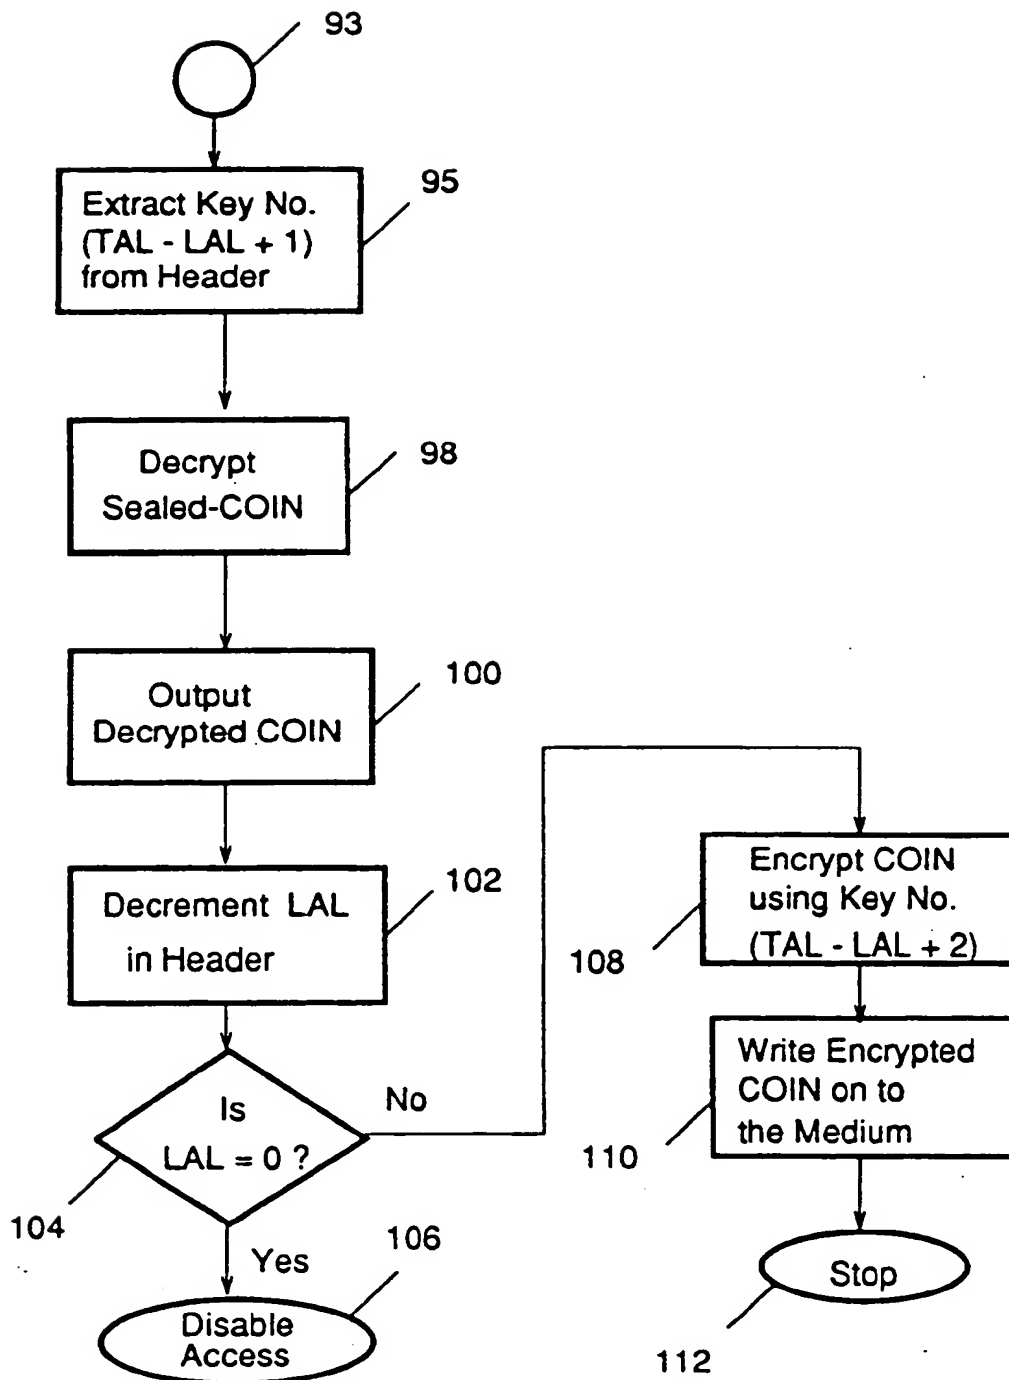 93
Extract Key No.
(TAL - LAL + 1)
from Header
95
Decrypt
Sealed-COIN
98
Output
Decrypted COIN
100
Decrement LAL
in Header
102
Is
LAL = 0 ?
104
No
Yes
Disable
Access
106
Encrypt COIN
using Key No.
(TAL - LAL + 2)
108
Write Encrypted
COIN on to
the Medium
110
Stop
112